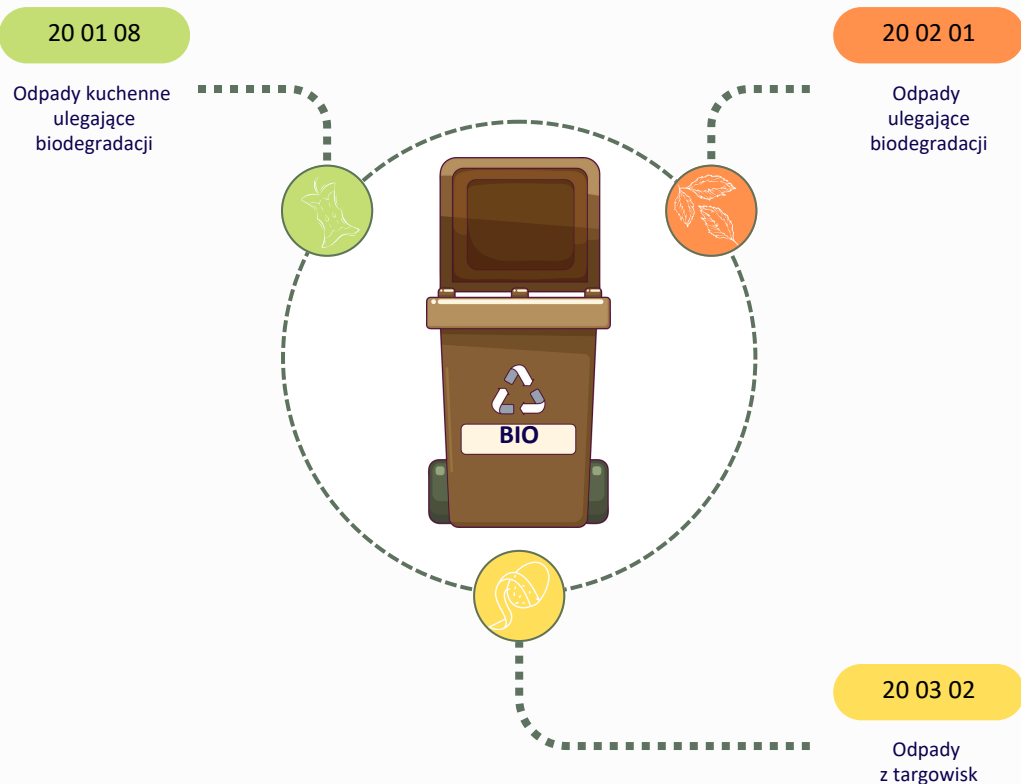 20 01 08
Odpady kuchenne
ulegające
biodegradacji
20 02 01
Odpady
ulegające
biodegradacji
BIO
20 03 02
Odpady
z targowisk